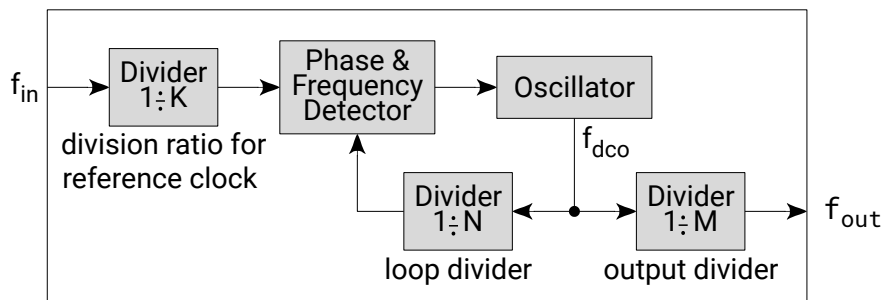 f_in
Divider
1÷K
division ratio for
reference clock
Phase &
Frequency
Detector
Oscillator
f_dco
Divider
1÷N
loop divider
Divider
1÷M
output divider
f_out